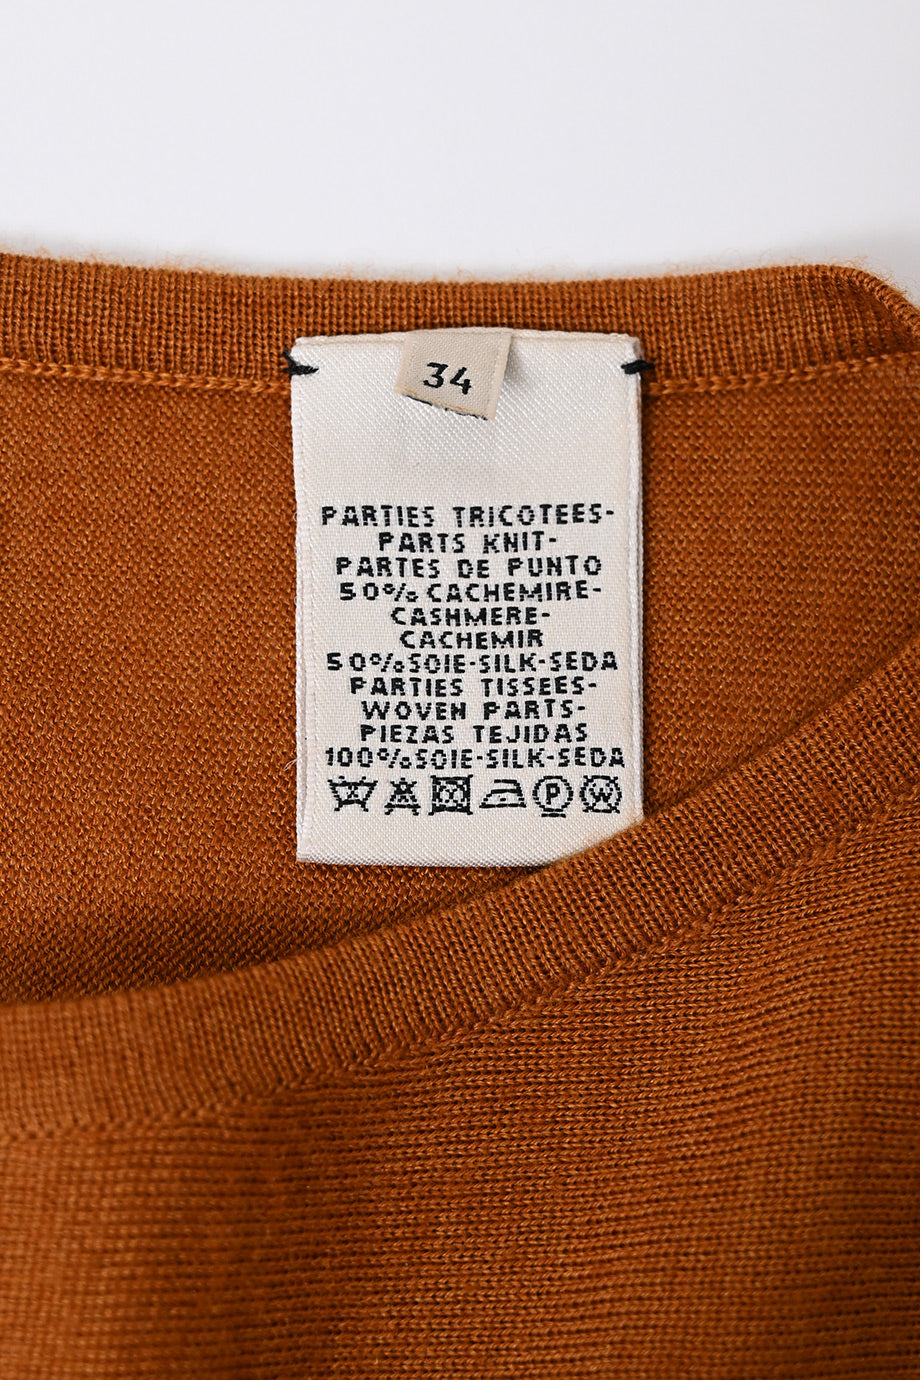 34
PARTIES TRICOTEES-
PARTS KNIT-
PARTES DE PUNTO
50% CACHEMIRE-
CASHMERE-
CACHEMIR
50% SOIE-SILK-SEDA
PARTIES TISSEES-
WOVEN PARTS-
PIEZAS TEJIDAS
100% SOIE-SILK-SEDA
P W